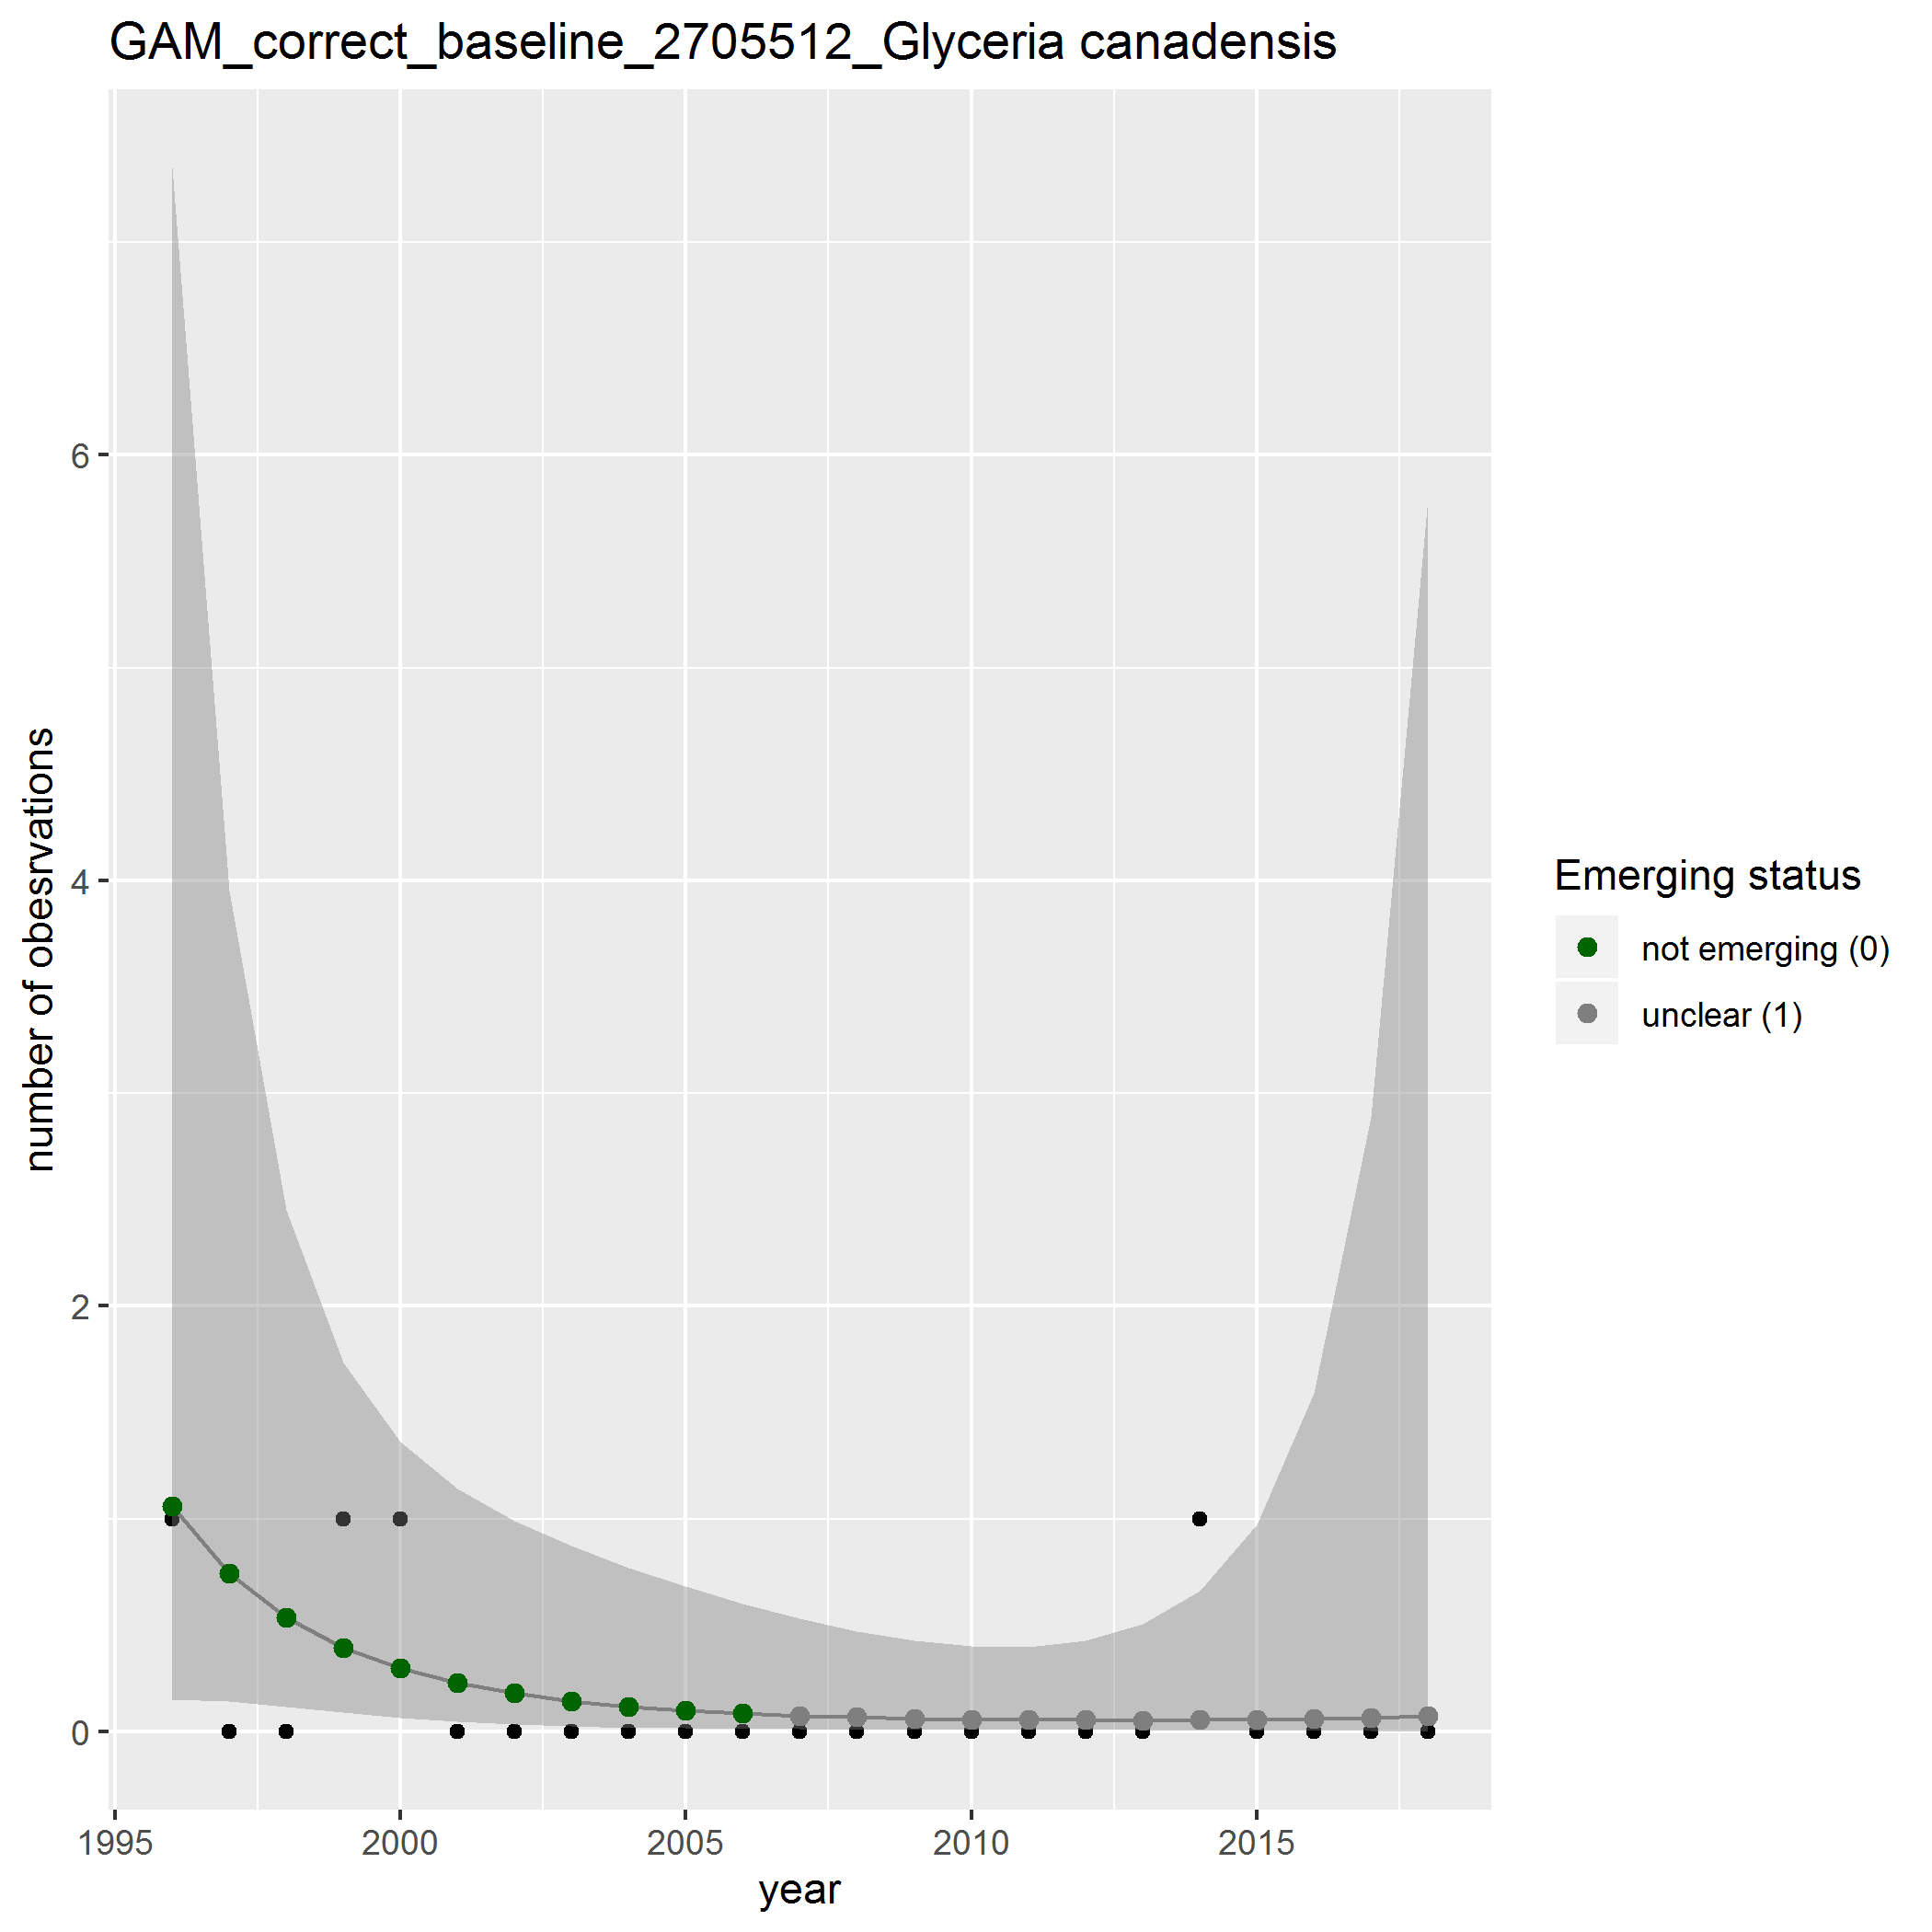 GAM_correct_baseline_2705512_Glyceria canadensis
number of obesrvations
6
4
2
0
1995
2000
2005
2010
2015
year
Emerging status
not emerging (0)
unclear (1)